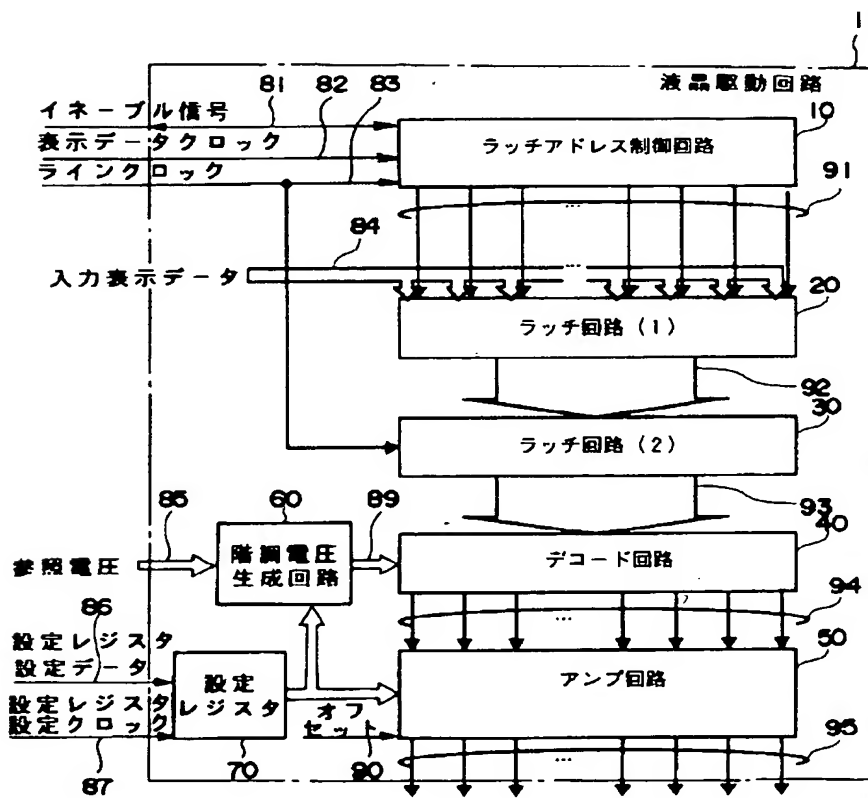 1
液晶駆動回路
イネーブル信号
81
82
83
10
表示データクロック
ラインクロック
ラッチアドレス制御回路
91
…
84
…
入力表示データ
20
ラッチ回路(1)
92
30
ラッチ回路(2)
93
85
60
89
40
参照電圧
階調電圧
生成回路
デコード回路
86
…
94
設定レジスタ
設定データ
50
設定
レジスタ
アンプ回路
設定レジスタ
設定クロック
オフ
セット
87
70
90
…
95